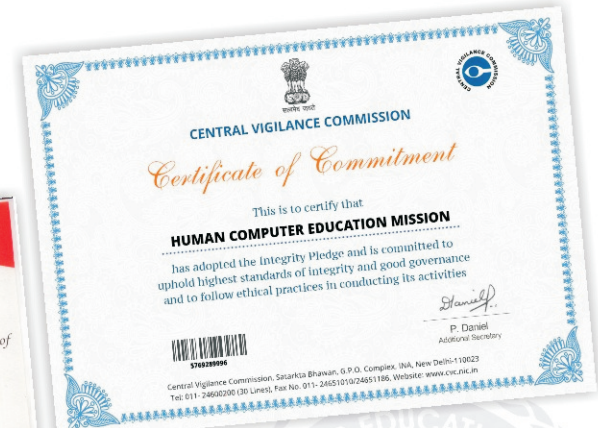 सत्यमेव जयते
CENTRAL VIGILANCE COMMISSION
CENTRAL VIGILANCE COMMISSION
Certificate of Commitment
This is to certify that
HUMAN COMPUTER EDUCATION MISSION
has adopted the Integrity Pledge and is committed to
uphold highest standards of integrity and good governance
and to follow ethical practices in conducting its activities
P. Daniel
Additional Secretary
5769289996
Central Vigilance Commission, Satarkta Bhawan, G.P.O. Complex, INA, New Delhi-110023
Tel: 011- 24600200 (30 Lines), Fax No. 011- 24651010/24651186, Website: www.cvc.nic.in
of
EDUCAT